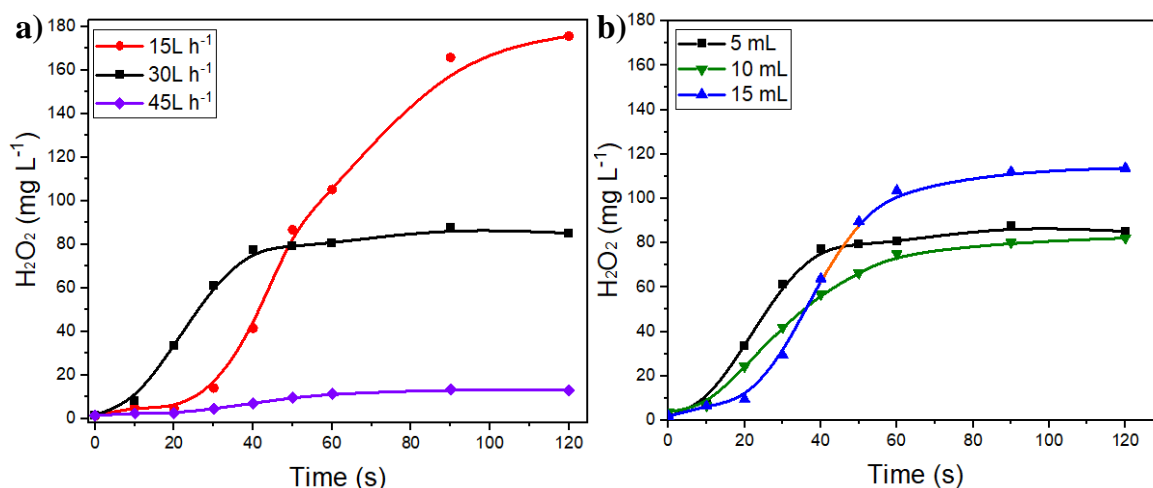 a)
15L h⁻¹
30L h⁻¹
45L h⁻¹
H₂O₂ (mg L⁻¹)
180
160
140
120
100
80
60
40
20
0
0 20 40 60 80 100 120
Time (s)
b)
5 mL
10 mL
15 mL
H₂O₂ (mg L⁻¹)
180
160
140
120
100
80
60
40
20
0
0 20 40 60 80 100 120
Time (s)